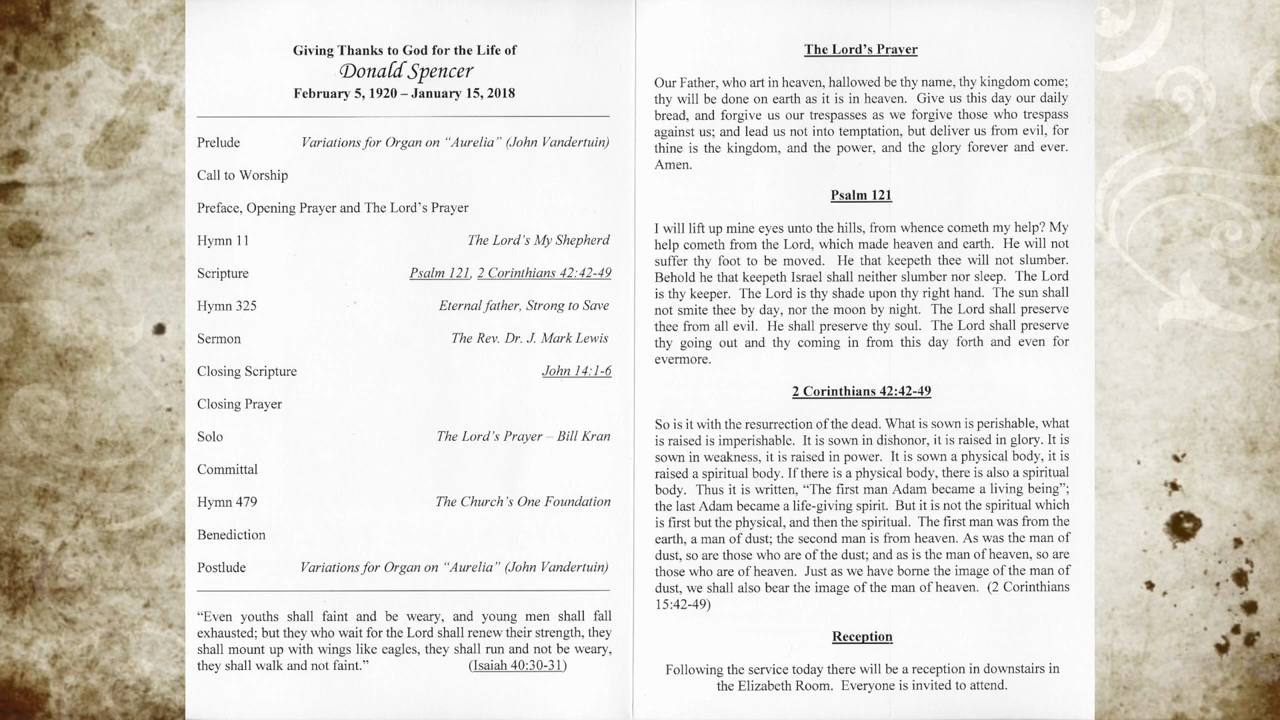 Giving Thanks to God for the Life of
Donald Spencer
February 5, 1920 – January 15, 2018
Prelude Variations for Organ on “Aurelia” (John Vandertuin)
Call to Worship
Preface, Opening Prayer and The Lord’s Prayer
Hymn 11 The Lord’s My Shepherd
Scripture Psalm 121, 2 Corinthians 42:42-49
Hymn 325 Eternal father, Strong to Save
Sermon The Rev. Dr. J. Mark Lewis
Closing Scripture John 14:1-6
Closing Prayer
Solo The Lord’s Prayer – Bill Kran
Committal
Hymn 479 The Church’s One Foundation
Benediction
Postlude Variations for Organ on “Aurelia” (John Vandertuin)
“Even youths shall faint and be weary, and young men shall fall
exhausted; but they who wait for the Lord shall renew their strength, they
shall mount up with wings like eagles, they shall run and not be weary,
they shall walk and not faint.” (Isaiah 40:30-31)
The Lord’s Prayer
Our Father, who art in heaven, hallowed be thy name, thy kingdom come;
thy will be done on earth as it is in heaven. Give us this day our daily
bread, and forgive us our trespasses as we forgive those who trespass
against us; and lead us not into temptation, but deliver us from evil, for
thine is the kingdom, and the power, and the glory forever and ever.
Amen.
Psalm 121
I will lift up mine eyes unto the hills, from whence cometh my help? My
help cometh from the Lord, which made heaven and earth. He will not
suffer thy foot to be moved. He that keepeth thee will not slumber.
Behold he that keepeth Israel shall neither slumber nor sleep. The Lord
is thy keeper. The Lord is thy shade upon thy right hand. The sun shall
not smite thee by day, nor the moon by night. The Lord shall preserve
thee from all evil. He shall preserve thy soul. The Lord shall preserve
thy going out and thy coming in from this day forth and even for
evermore.
2 Corinthians 42:42-49
So is it with the resurrection of the dead. What is sown is perishable, what
is raised is imperishable. It is sown in dishonor, it is raised in glory. It is
sown in weakness, it is raised in power. It is sown a physical body, it is
raised a spiritual body. If there is a physical body, there is also a spiritual
body. Thus it is written, “The first man Adam became a living being”;
the last Adam became a life-giving spirit. But it is not the spiritual which
is first but the physical, and then the spiritual. The first man was from the
earth, a man of dust; the second man is from heaven. As was the man of
dust, so are those who are of the dust; and as is the man of heaven, so are
those who are of heaven. Just as we have borne the image of the man of
dust, we shall also bear the image of the man of heaven. (2 Corinthians
15:42-49)
Reception
Following the service today there will be a reception in downstairs in
the Elizabeth Room. Everyone is invited to attend.